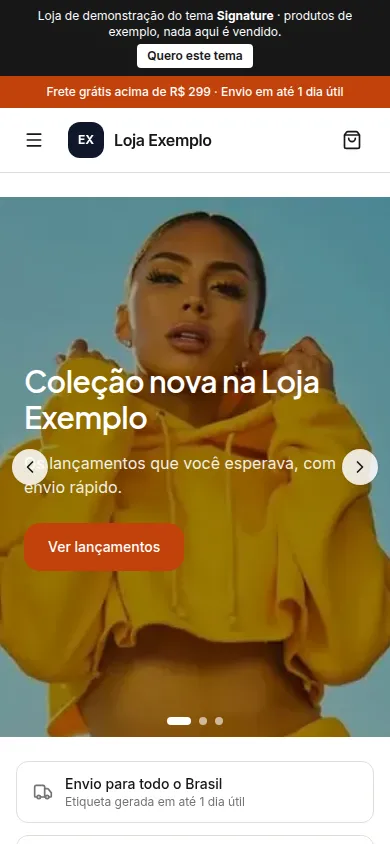 Loja de demonstração do tema Signature · produtos de
exemplo, nada aqui é vendido.
Quero este tema
Frete grátis acima de R$ 299 · Envio em até 1 dia útil
EX
Loja Exemplo
Coleção nova na Loja
Exemplo
lançamentos que você esperava, com
envio rápido.
Ver lançamentos
Envio para todo o Brasil
Etiqueta gerada em até 1 dia útil